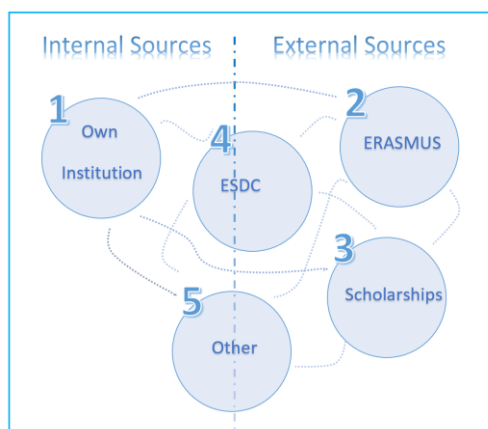 Internal Sources
External Sources
1
Own
Institution
2
ERASMUS
4
ESDC
3
Scholarships
5
Other